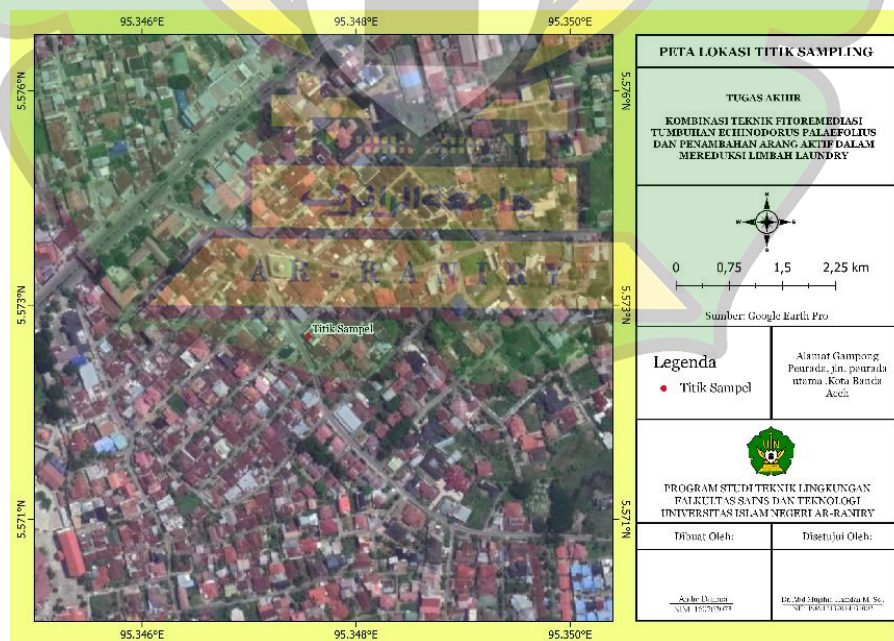 95.346°E 95.348°E 95.350°E
5.576°N
5.576°N
5.573°N
5.573°N
5.571°N
5.571°N
جامعة الرانري
AR-RANIRY
Titik Sampel
95.346°E 95.348°E 95.350°E
PETA LOKASI TITIK SAMPLING
TUGAS AKHIR
KOMBINASI TEKNIK FITOREMEDIASI
TUMBUHAN ECHINODORUS PALAEFOLIUS
DAN PENAMBAHAN ARANG AKTIF DALAM
MEREDUKSI LIMBAH LAUNDRY
N
W E
S
0 0,75 1,5 2,25 km
Sumber: Google Earth Pro
Legenda
Titik Sampel
Alamat Gampong
Peurada, jln. peurada
utama .Kota Banda
Aceh
UIN
PROGRAM STUDI TEKNIK LINGKUNGAN
FALKULTAS SAINS DAN TEKNOLOGI
UNIVERSITAS ISLAM NEGERI AR-RANIRY
Dibuat Oleh:
Disetujui Oleh: